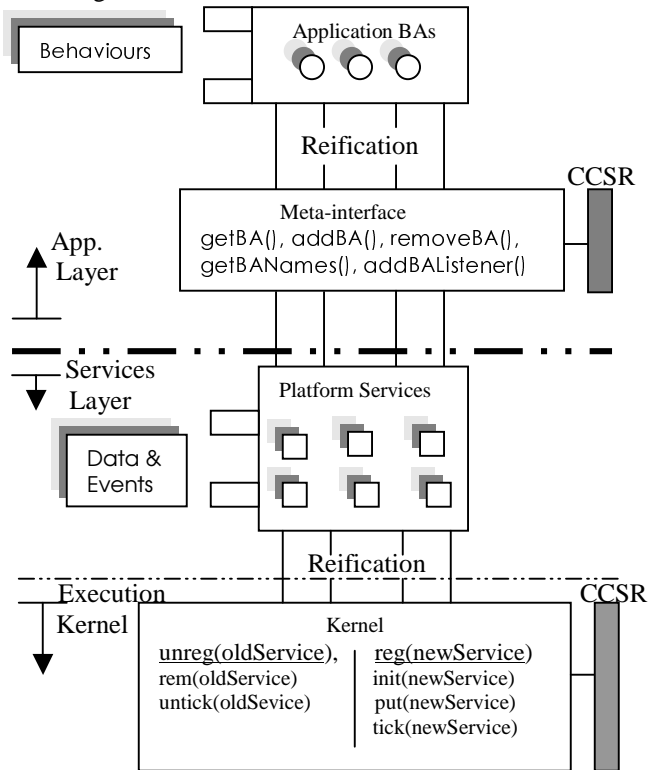 Application BAs
Behaviours
Reification
CCSR
Meta-interface
getBA(), addBA(), removeBA(),
getBANames(), addBAListener()
App.
Layer
Services
Layer
Platform Services
Data &
Events
Reification
Execution
Kernel
CCSR
Kernel
unreg(oldService), reg(newService)
rem(oldService) init(newService)
untick(oldSevice) put(newService)
tick(newService)